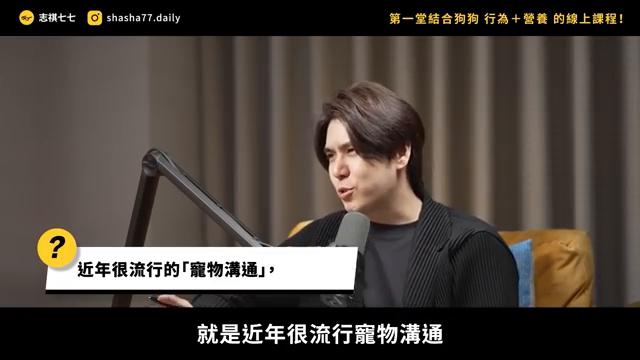 志祺七七
shasha77.daily
第一堂結合狗狗 行為＋營養 的線上課程！
?
近年很流行的「寵物溝通」，
就是近年很流行寵物溝通